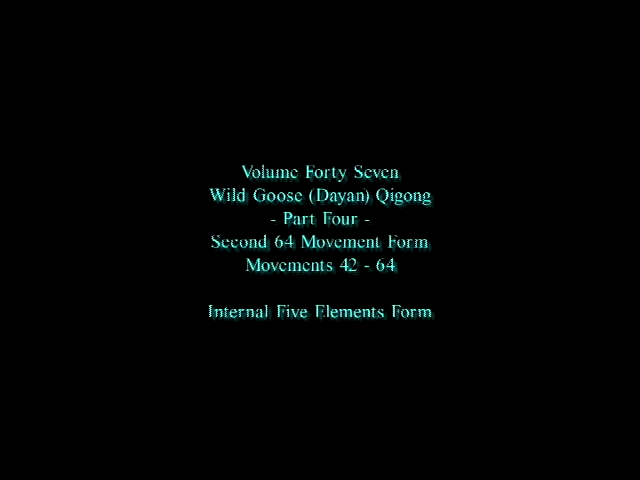 Volume Forty Seven
Wild Goose (Dayan) Qigong
- Part Four -
Second 64 Movement Form
Movements 42 - 64
Internal Five Elements Form